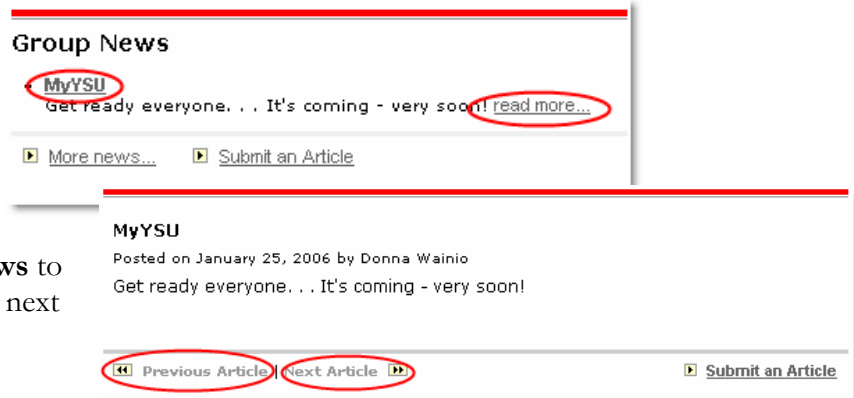 Group News
• MyYSU
Get ready everyone. . . It's coming - very soon! read more...
More news... Submit an Article
MyYSU
Posted on January 25, 2006 by Donna Wainio
Get ready everyone. . . It's coming - very soon!
Previous Article | Next Article
Submit an Article
to
next